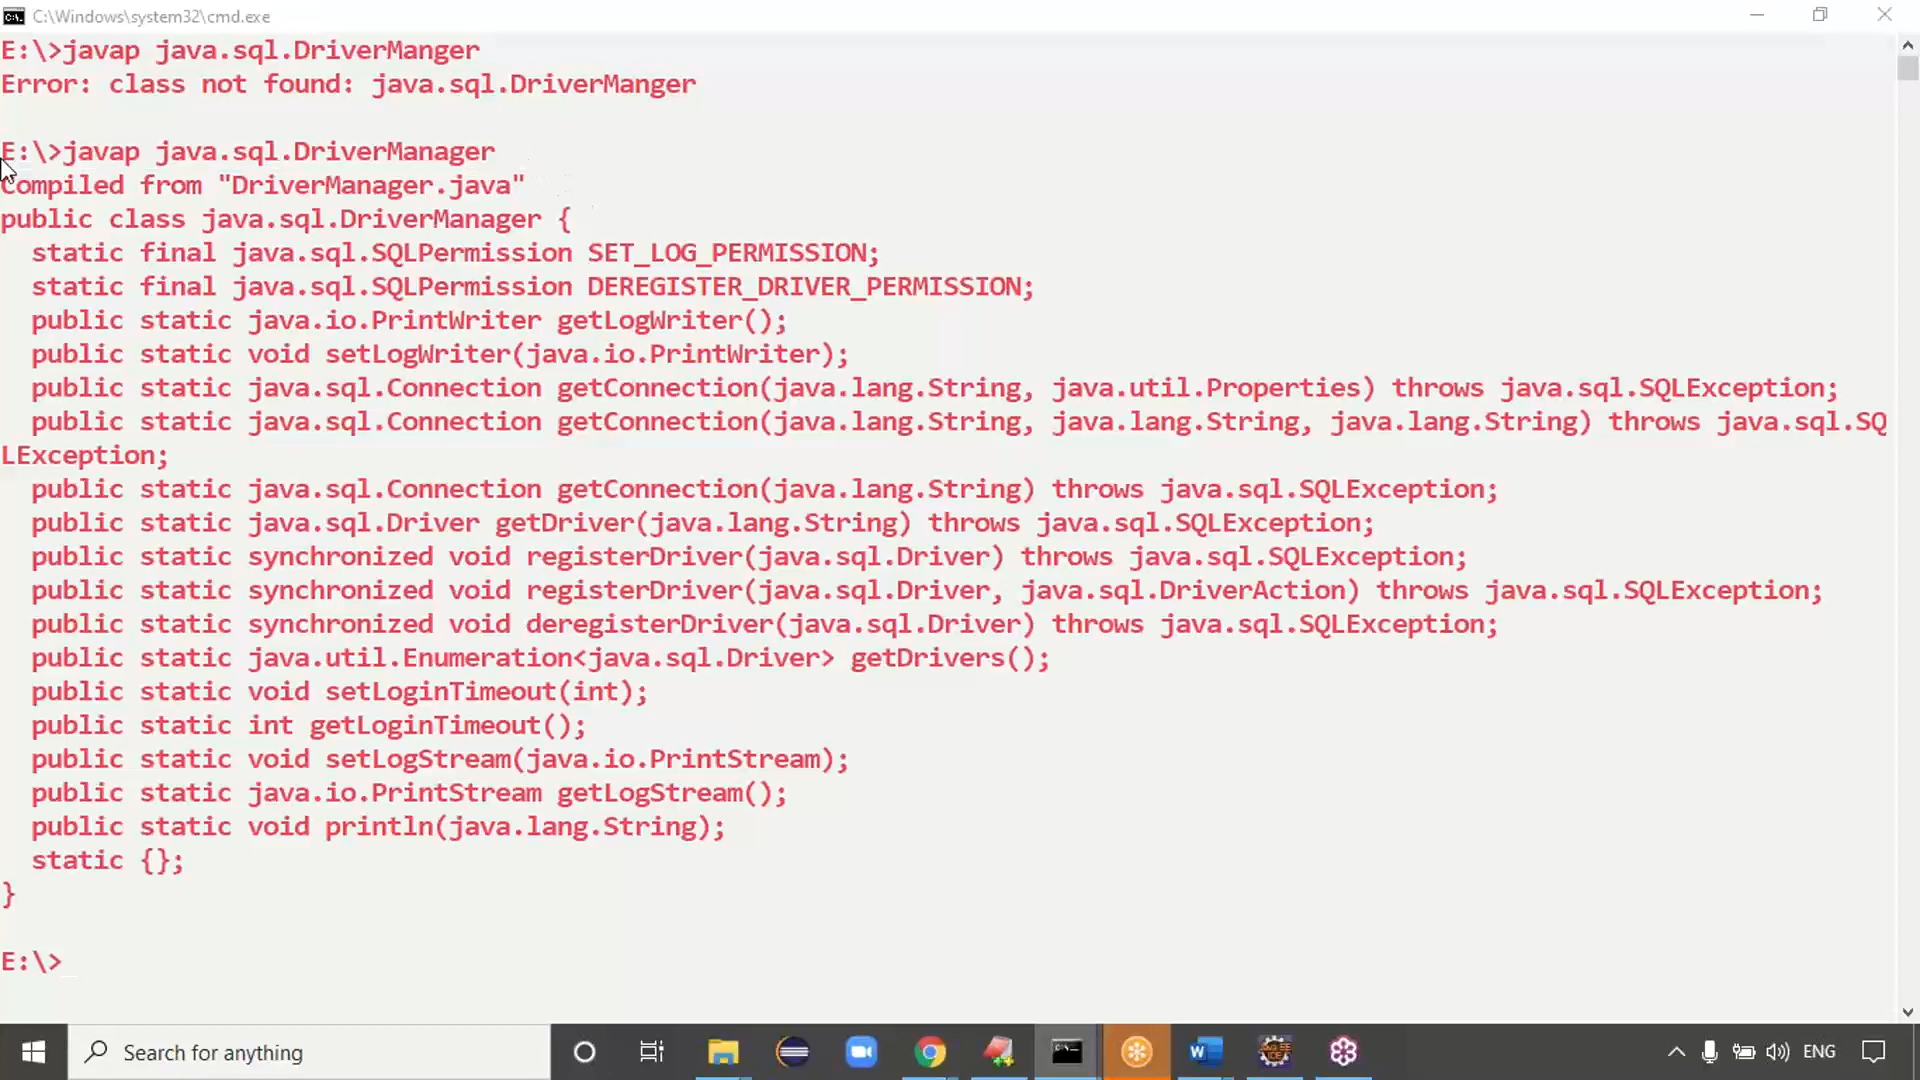 C:\Windows\system32\cmd.exe
E:\>javap java.sql.DriverManger
Error: class not found: java.sql.DriverManger
E:\>javap java.sql.DriverManager
Compiled from "DriverManager.java"
public class java.sql.DriverManager {
  static final java.sql.SQLPermission SET_LOG_PERMISSION;
  static final java.sql.SQLPermission DEREGISTER_DRIVER_PERMISSION;
  public static java.io.PrintWriter getLogWriter();
  public static void setLogWriter(java.io.PrintWriter);
  public static java.sql.Connection getConnection(java.lang.String, java.util.Properties) throws java.sql.SQLException;
  public static java.sql.Connection getConnection(java.lang.String, java.lang.String, java.lang.String) throws java.sql.SQ
LException;
  public static java.sql.Connection getConnection(java.lang.String) throws java.sql.SQLException;
  public static java.sql.Driver getDriver(java.lang.String) throws java.sql.SQLException;
  public static synchronized void registerDriver(java.sql.Driver) throws java.sql.SQLException;
  public static synchronized void registerDriver(java.sql.Driver, java.sql.DriverAction) throws java.sql.SQLException;
  public static synchronized void deregisterDriver(java.sql.Driver) throws java.sql.SQLException;
  public static java.util.Enumeration<java.sql.Driver> getDrivers();
  public static void setLoginTimeout(int);
  public static int getLoginTimeout();
  public static void setLogStream(java.io.PrintStream);
  public static java.io.PrintStream getLogStream();
  public static void println(java.lang.String);
  static {};
}
E:\>
Search for anything
ENG